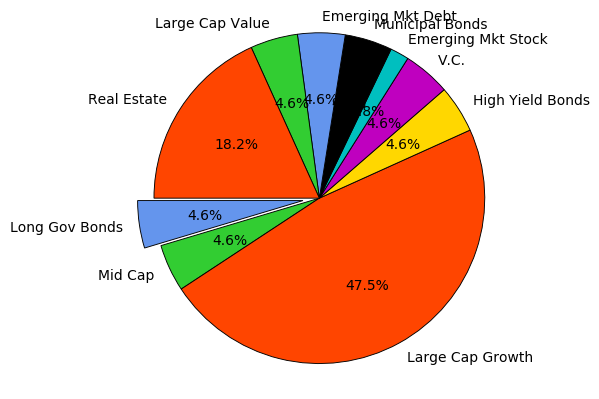 Emerging Mkt Debt
Municipal Bonds
Large Cap Value
Emerging Mkt Stock
V.C.
Real Estate
High Yield Bonds
4.6%
4.6%
8%
4.6%
4.6%
18.2%
4.6%
Long Gov Bonds
4.6%
Mid Cap
47.5%
Large Cap Growth